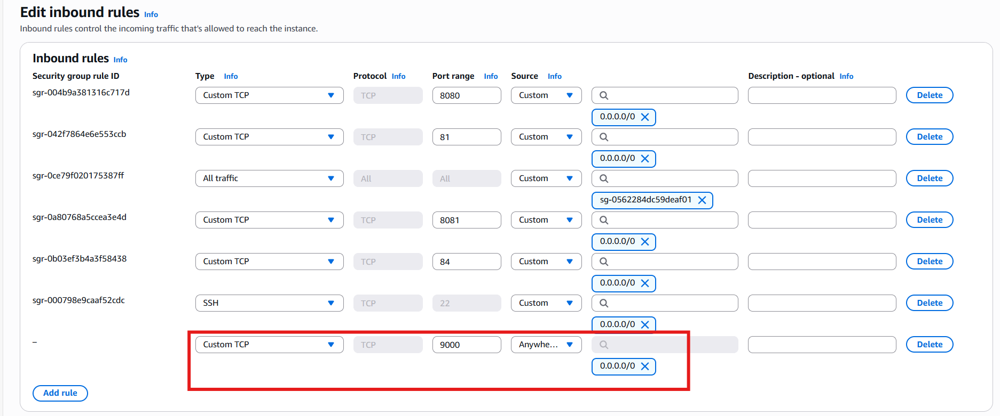 Edit inbound rules Info
Inbound rules control the incoming traffic that's allowed to reach the instance.
Inbound rules Info
Security group rule ID Type Info Protocol Info Port range Info Source Info Description - optional Info
sgr-004b9a381316c717d Custom TCP TCP 8080 Custom Delete
0.0.0.0/0
sgr-042f7864e6e553ccb Custom TCP TCP 81 Custom Delete
0.0.0.0/0
sgr-0ce79f020175387ff All traffic All All Custom Delete
sg-0562284dc59deaf01
sgr-0a80768a5ccea3e4d Custom TCP TCP 8081 Custom Delete
0.0.0.0/0
sgr-0b03ef3b4a3f58438 Custom TCP TCP 84 Custom Delete
0.0.0.0/0
sgr-000798e9caaf52cdc SSH TCP 22 Custom Delete
0.0.0.0/0
– Custom TCP TCP 9000 Anywhe... Delete
0.0.0.0/0
Add rule